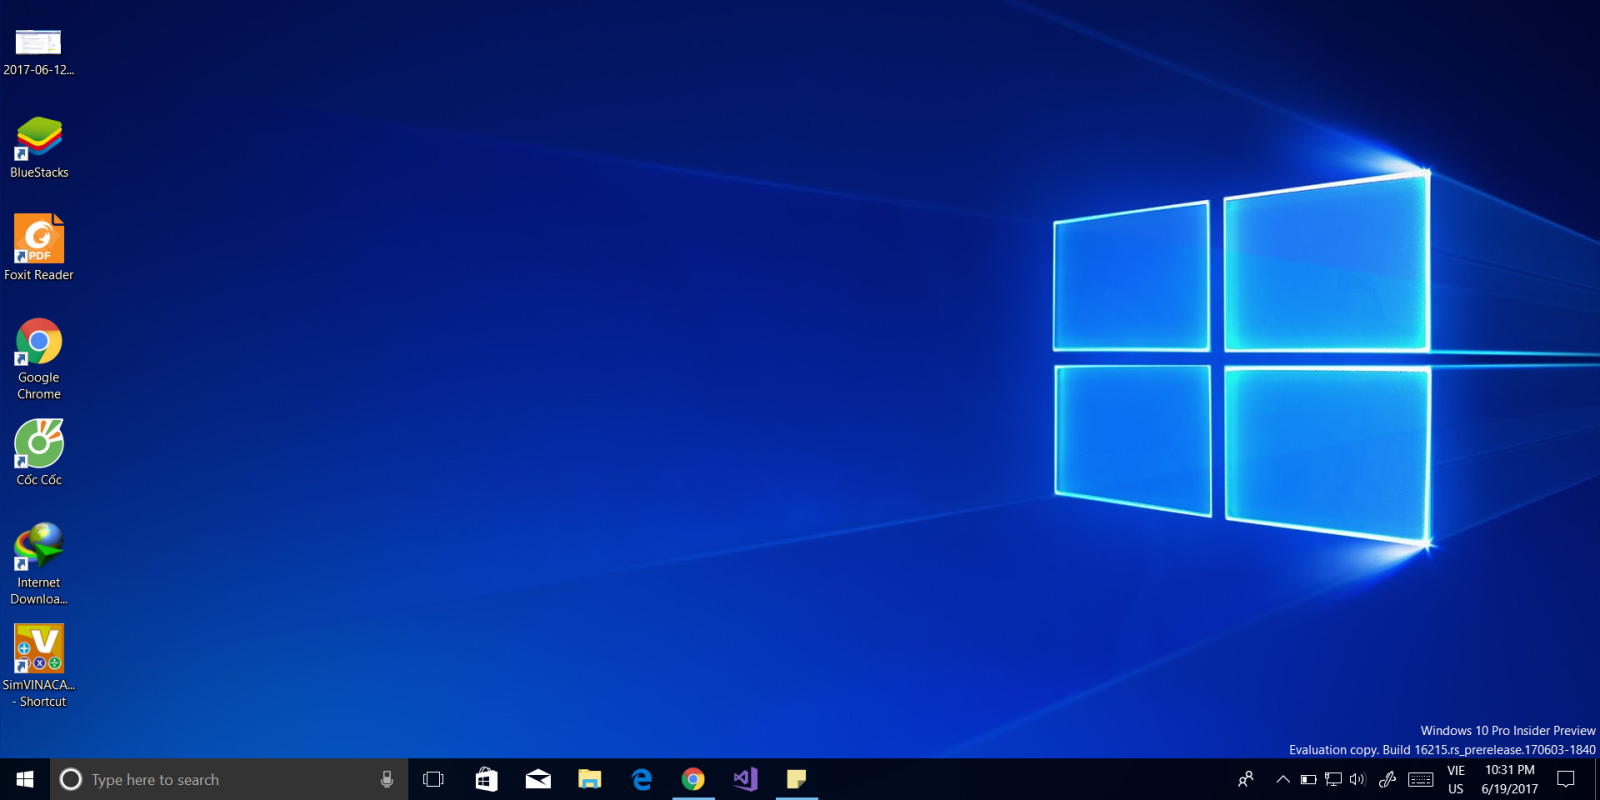 2017-06-12...
BlueStacks
PDF
Foxit Reader
Google
Chrome
Cốc Cốc
Internet
Downloa...
V
SimVINACA...
- Shortcut
Windows 10 Pro Insider Preview
Evaluation copy. Build 16215.rs_prerelease.170603-1840
Type here to search
VIE
US
10:31 PM
6/19/2017